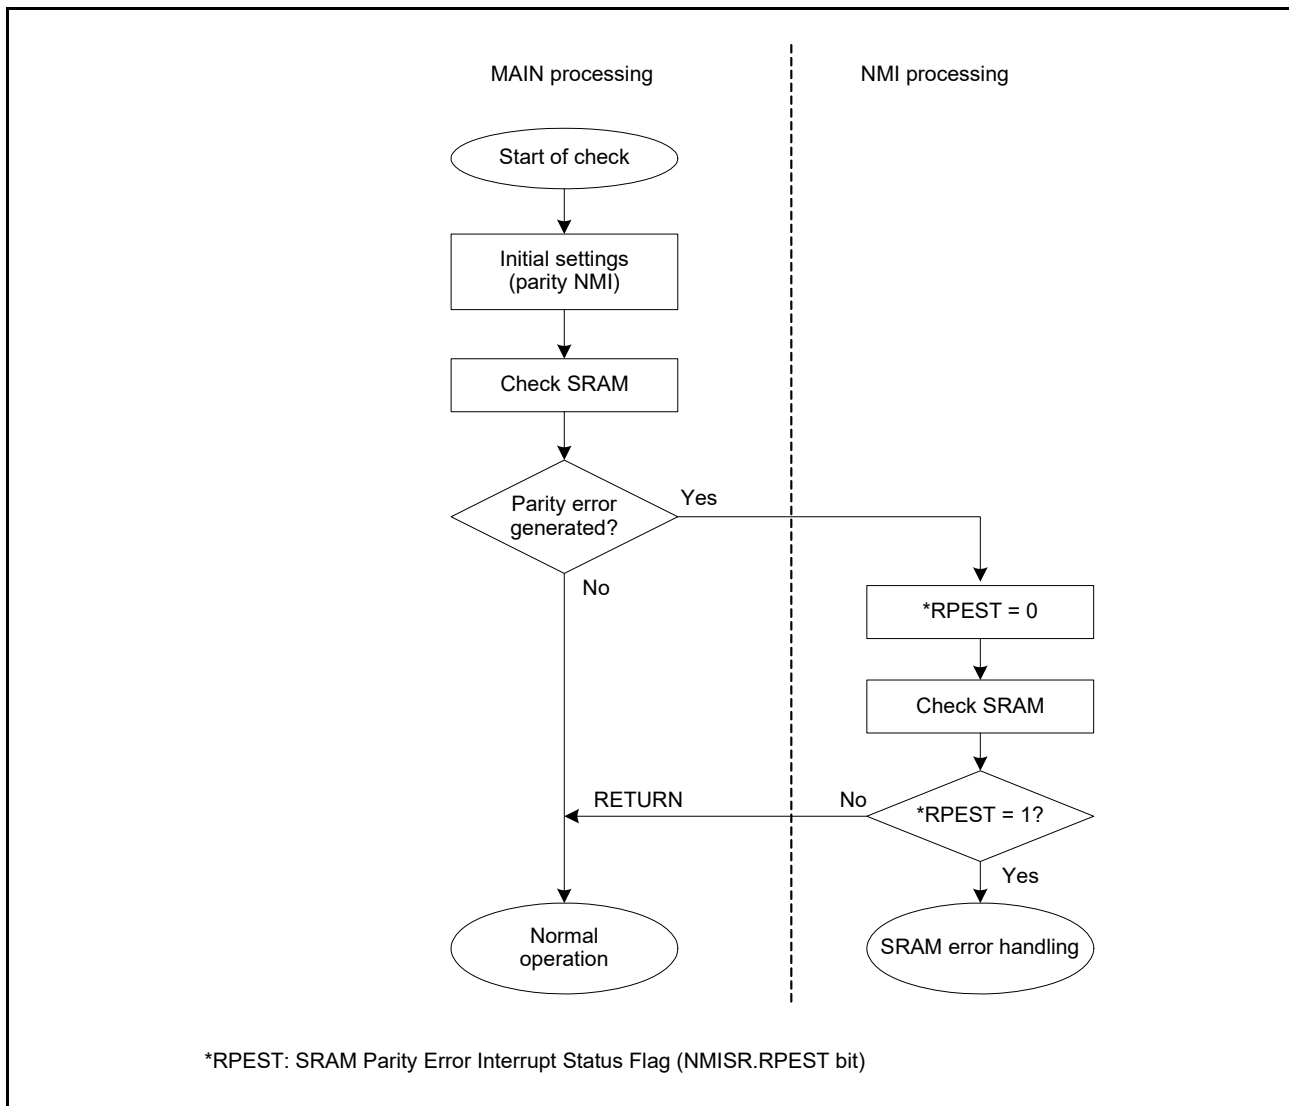 MAIN processing
NMI processing
Start of check
Initial settings
(parity NMI)
Check SRAM
Parity error
generated?
Yes
No
*RPEST = 0
Check SRAM
*RPEST = 1?
No
RETURN
Yes
Normal
operation
SRAM error handling
*RPEST: SRAM Parity Error Interrupt Status Flag (NMISR.RPEST bit)